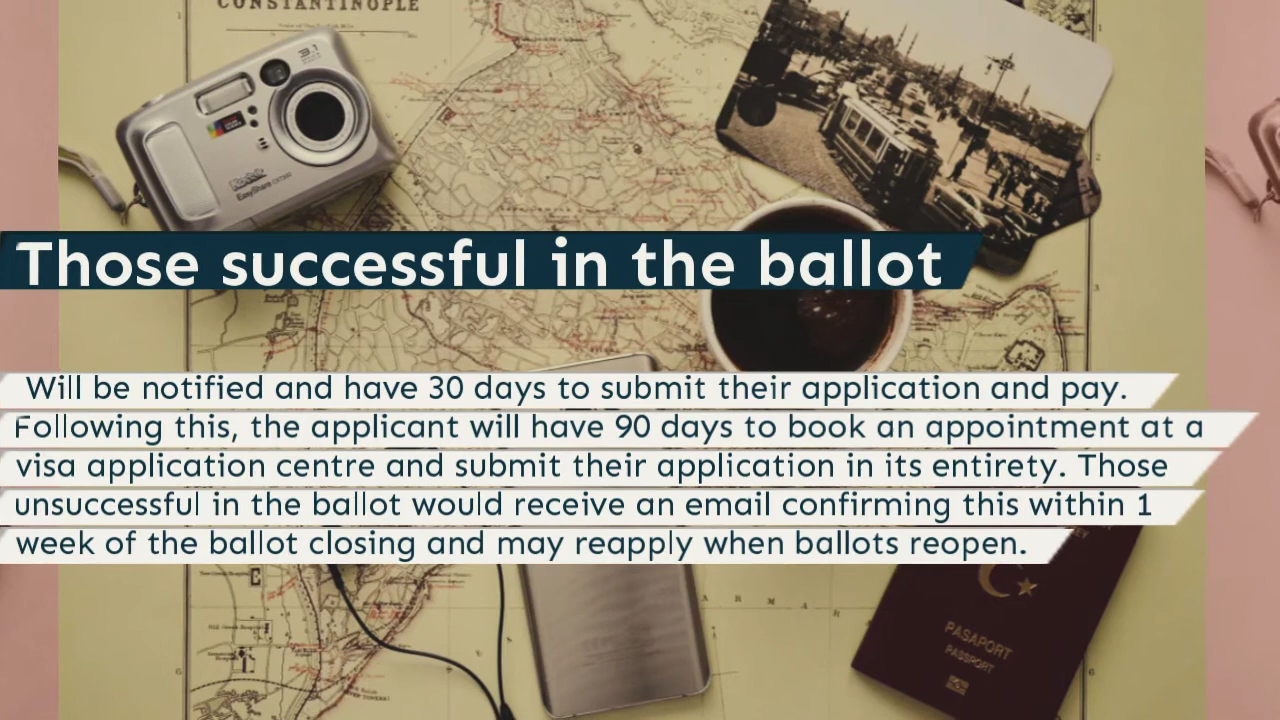 CONSTANTINOPLE
3.1
Kodak
EasyShare
Those successful in the ballot
Will be notified and have 30 days to submit their application and pay.
Following this, the applicant will have 90 days to book an appointment at a
visa application centre and submit their application in its entirety. Those
unsuccessful in the ballot would receive an email confirming this within 1
week of the ballot closing and may reapply when ballots reopen.
PASAPORT
PASSPORT